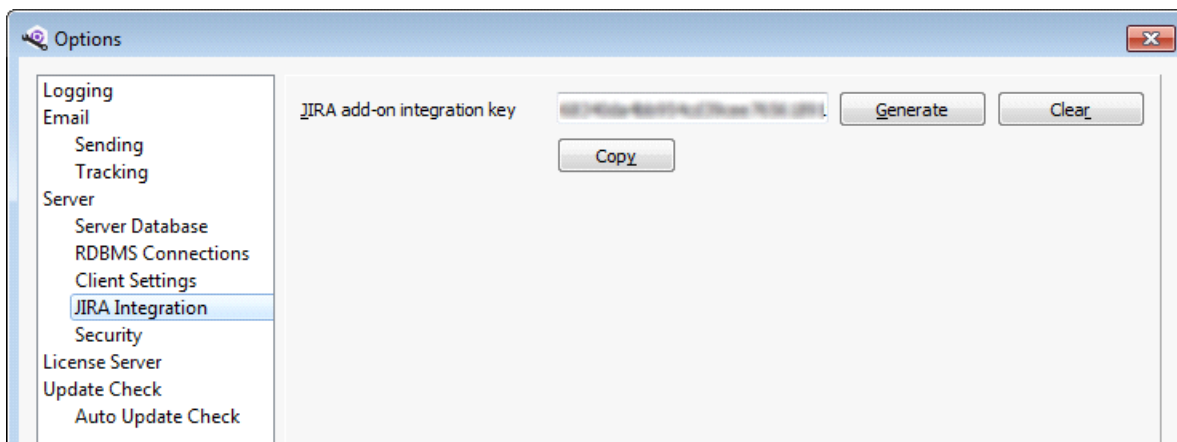 Options
Logging
Email
Sending
Tracking
Server
Server Database
RDBMS Connections
Client Settings
JIRA Integration
Security
License Server
Update Check
Auto Update Check
JIRA add-on integration key
Generate
Clear
Copy